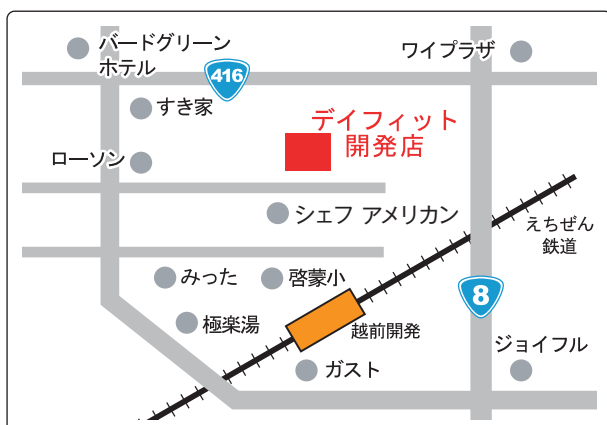 バードグリーン
ホテル
ワイプラザ
416
すき家
デイフィット
開発店
ローソン
シェフ アメリカン
えちぜん
鉄道
みった
啓蒙小
8
極楽湯
越前開発
ジョイフル
ガスト